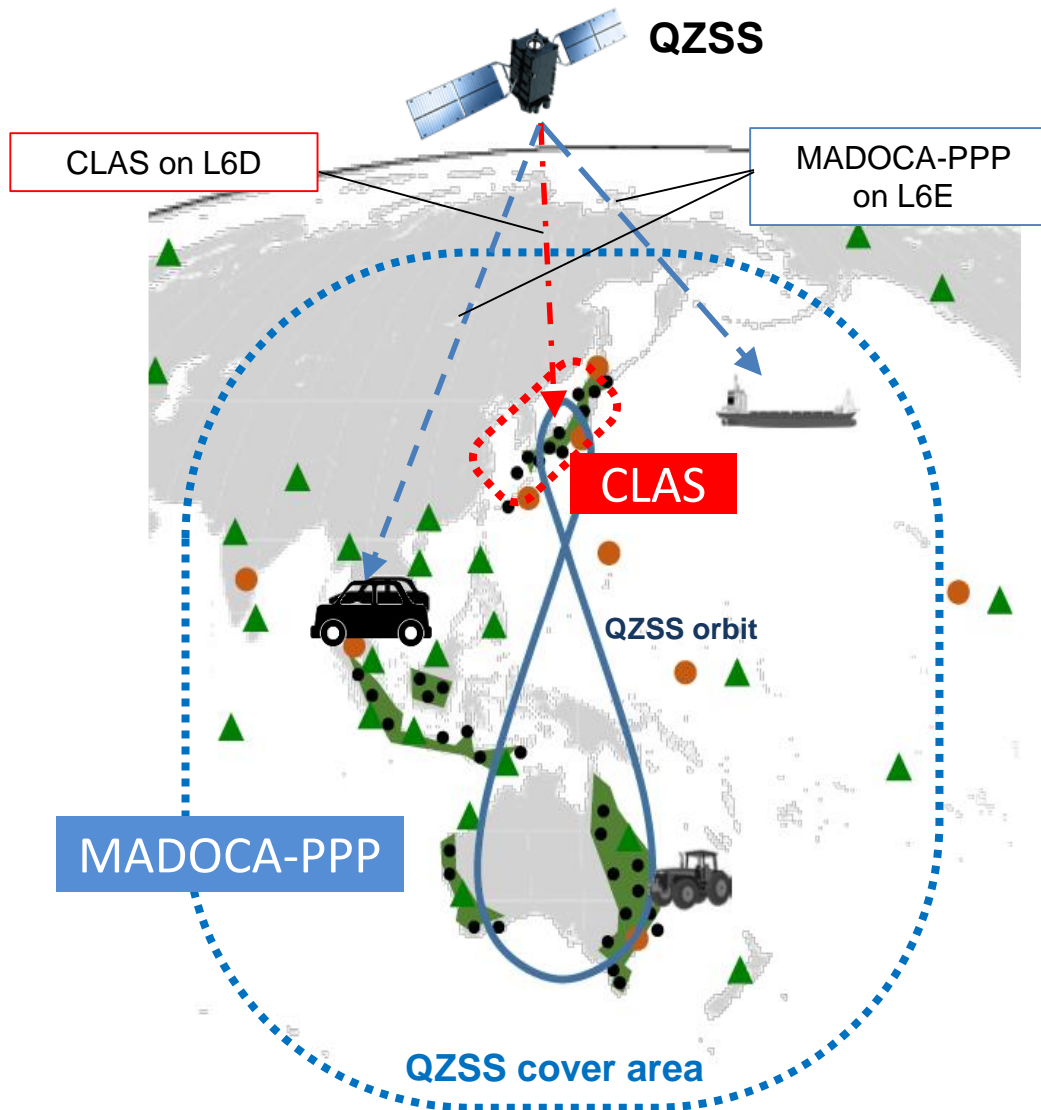 QZSS
CLAS on L6D
MADOCA-PPP
on L6E
CLAS
QZSS orbit
MADOCA-PPP
QZSS cover area